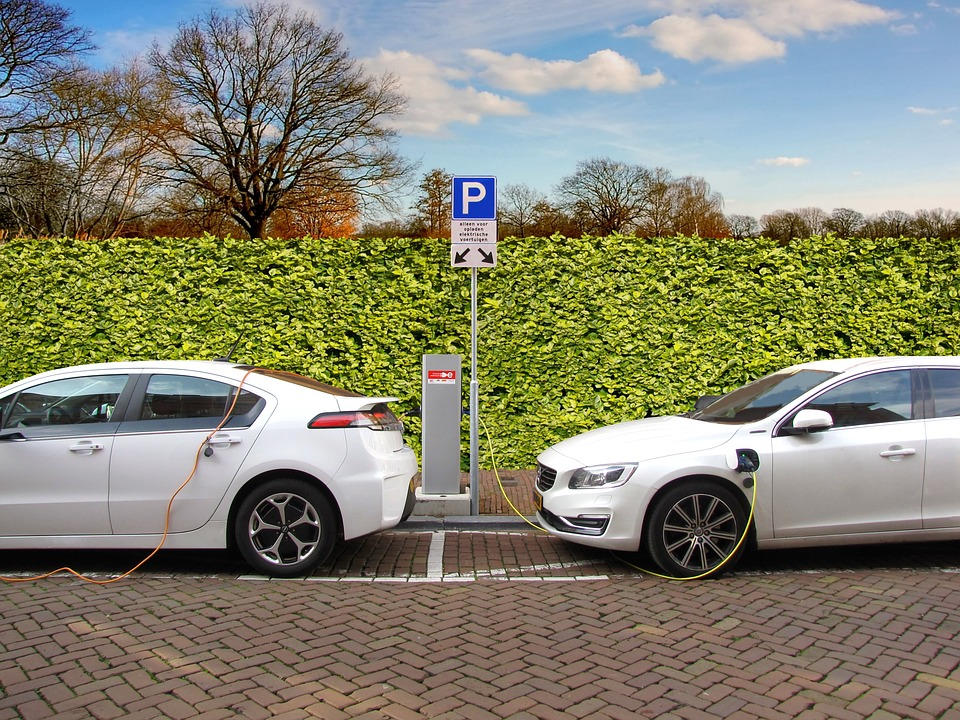 P
alleen voor
opladen
elektrische
voertuigen